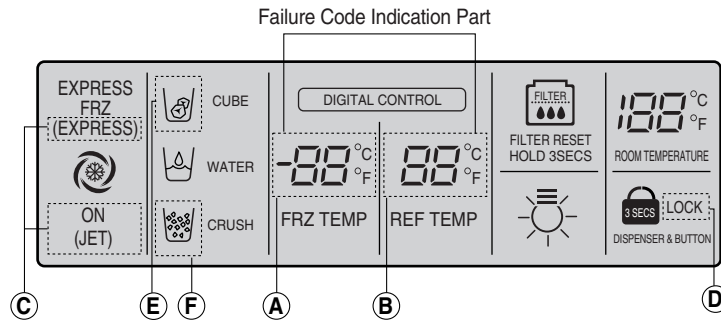 Failure Code Indication Part
EXPRESS
FRZ
(EXPRESS)
ON
(JET)
CUBE
WATER
CRUSH
DIGITAL CONTROL
-88 °C
°F
FRZ TEMP
88 °C
°F
REF TEMP
FILTER
FILTER RESET
HOLD 3SECS
188 °C
°F
ROOM TEMPERATURE
3 SECS
LOCK
DISPENSER & BUTTON
C
E
F
A
B
D